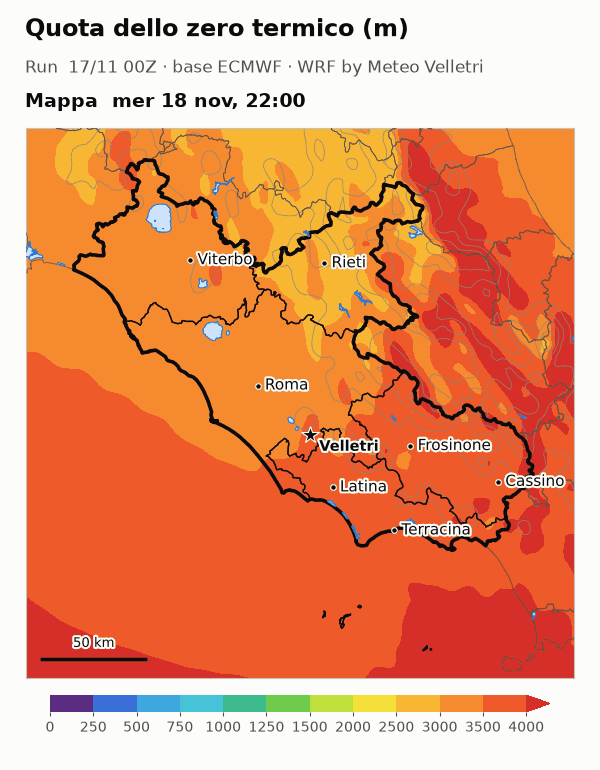 Quota dello zero termico (m)
Run  17/11 00Z · base ECMWF · WRF by Meteo Velletri
Mappa  mer 18 nov, 22:00
Viterbo
Rieti
Roma
Velletri
Frosinone
Cassino
Latina
Terracina
50 km
0 250 500 750 1000 1250 1500 2000 2500 3000 3500 4000